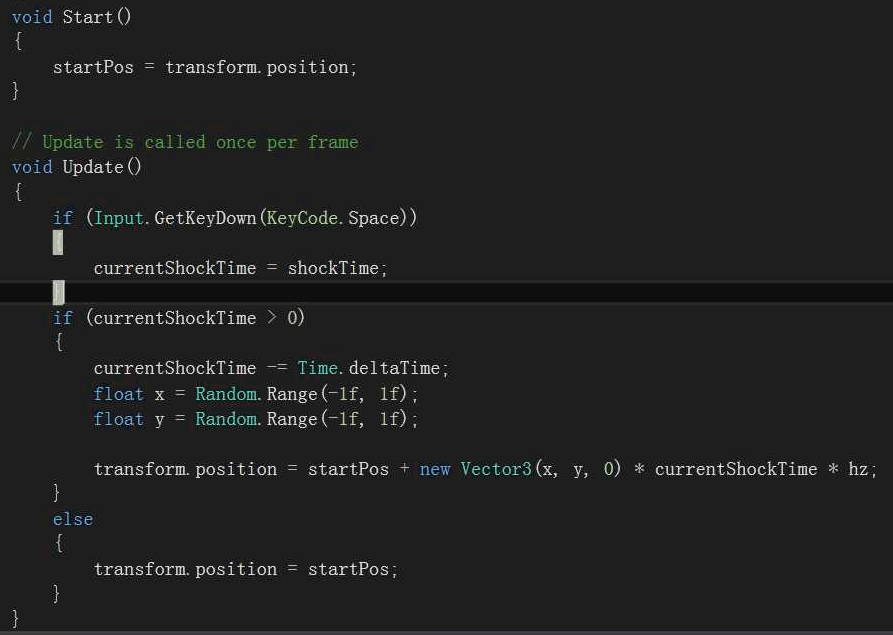 void Start()
{
    startPos = transform.position;
}

// Update is called once per frame
void Update()
{
    if (Input.GetKeyDown(KeyCode.Space))
    {
        currentShockTime = shockTime;
    }
    if (currentShockTime > 0)
    {
        currentShockTime -= Time.deltaTime;
        float x = Random.Range(-1f, 1f);
        float y = Random.Range(-1f, 1f);

        transform.position = startPos + new Vector3(x, y, 0) * currentShockTime * hz;
    }
    else
    {
        transform.position = startPos;
    }
}